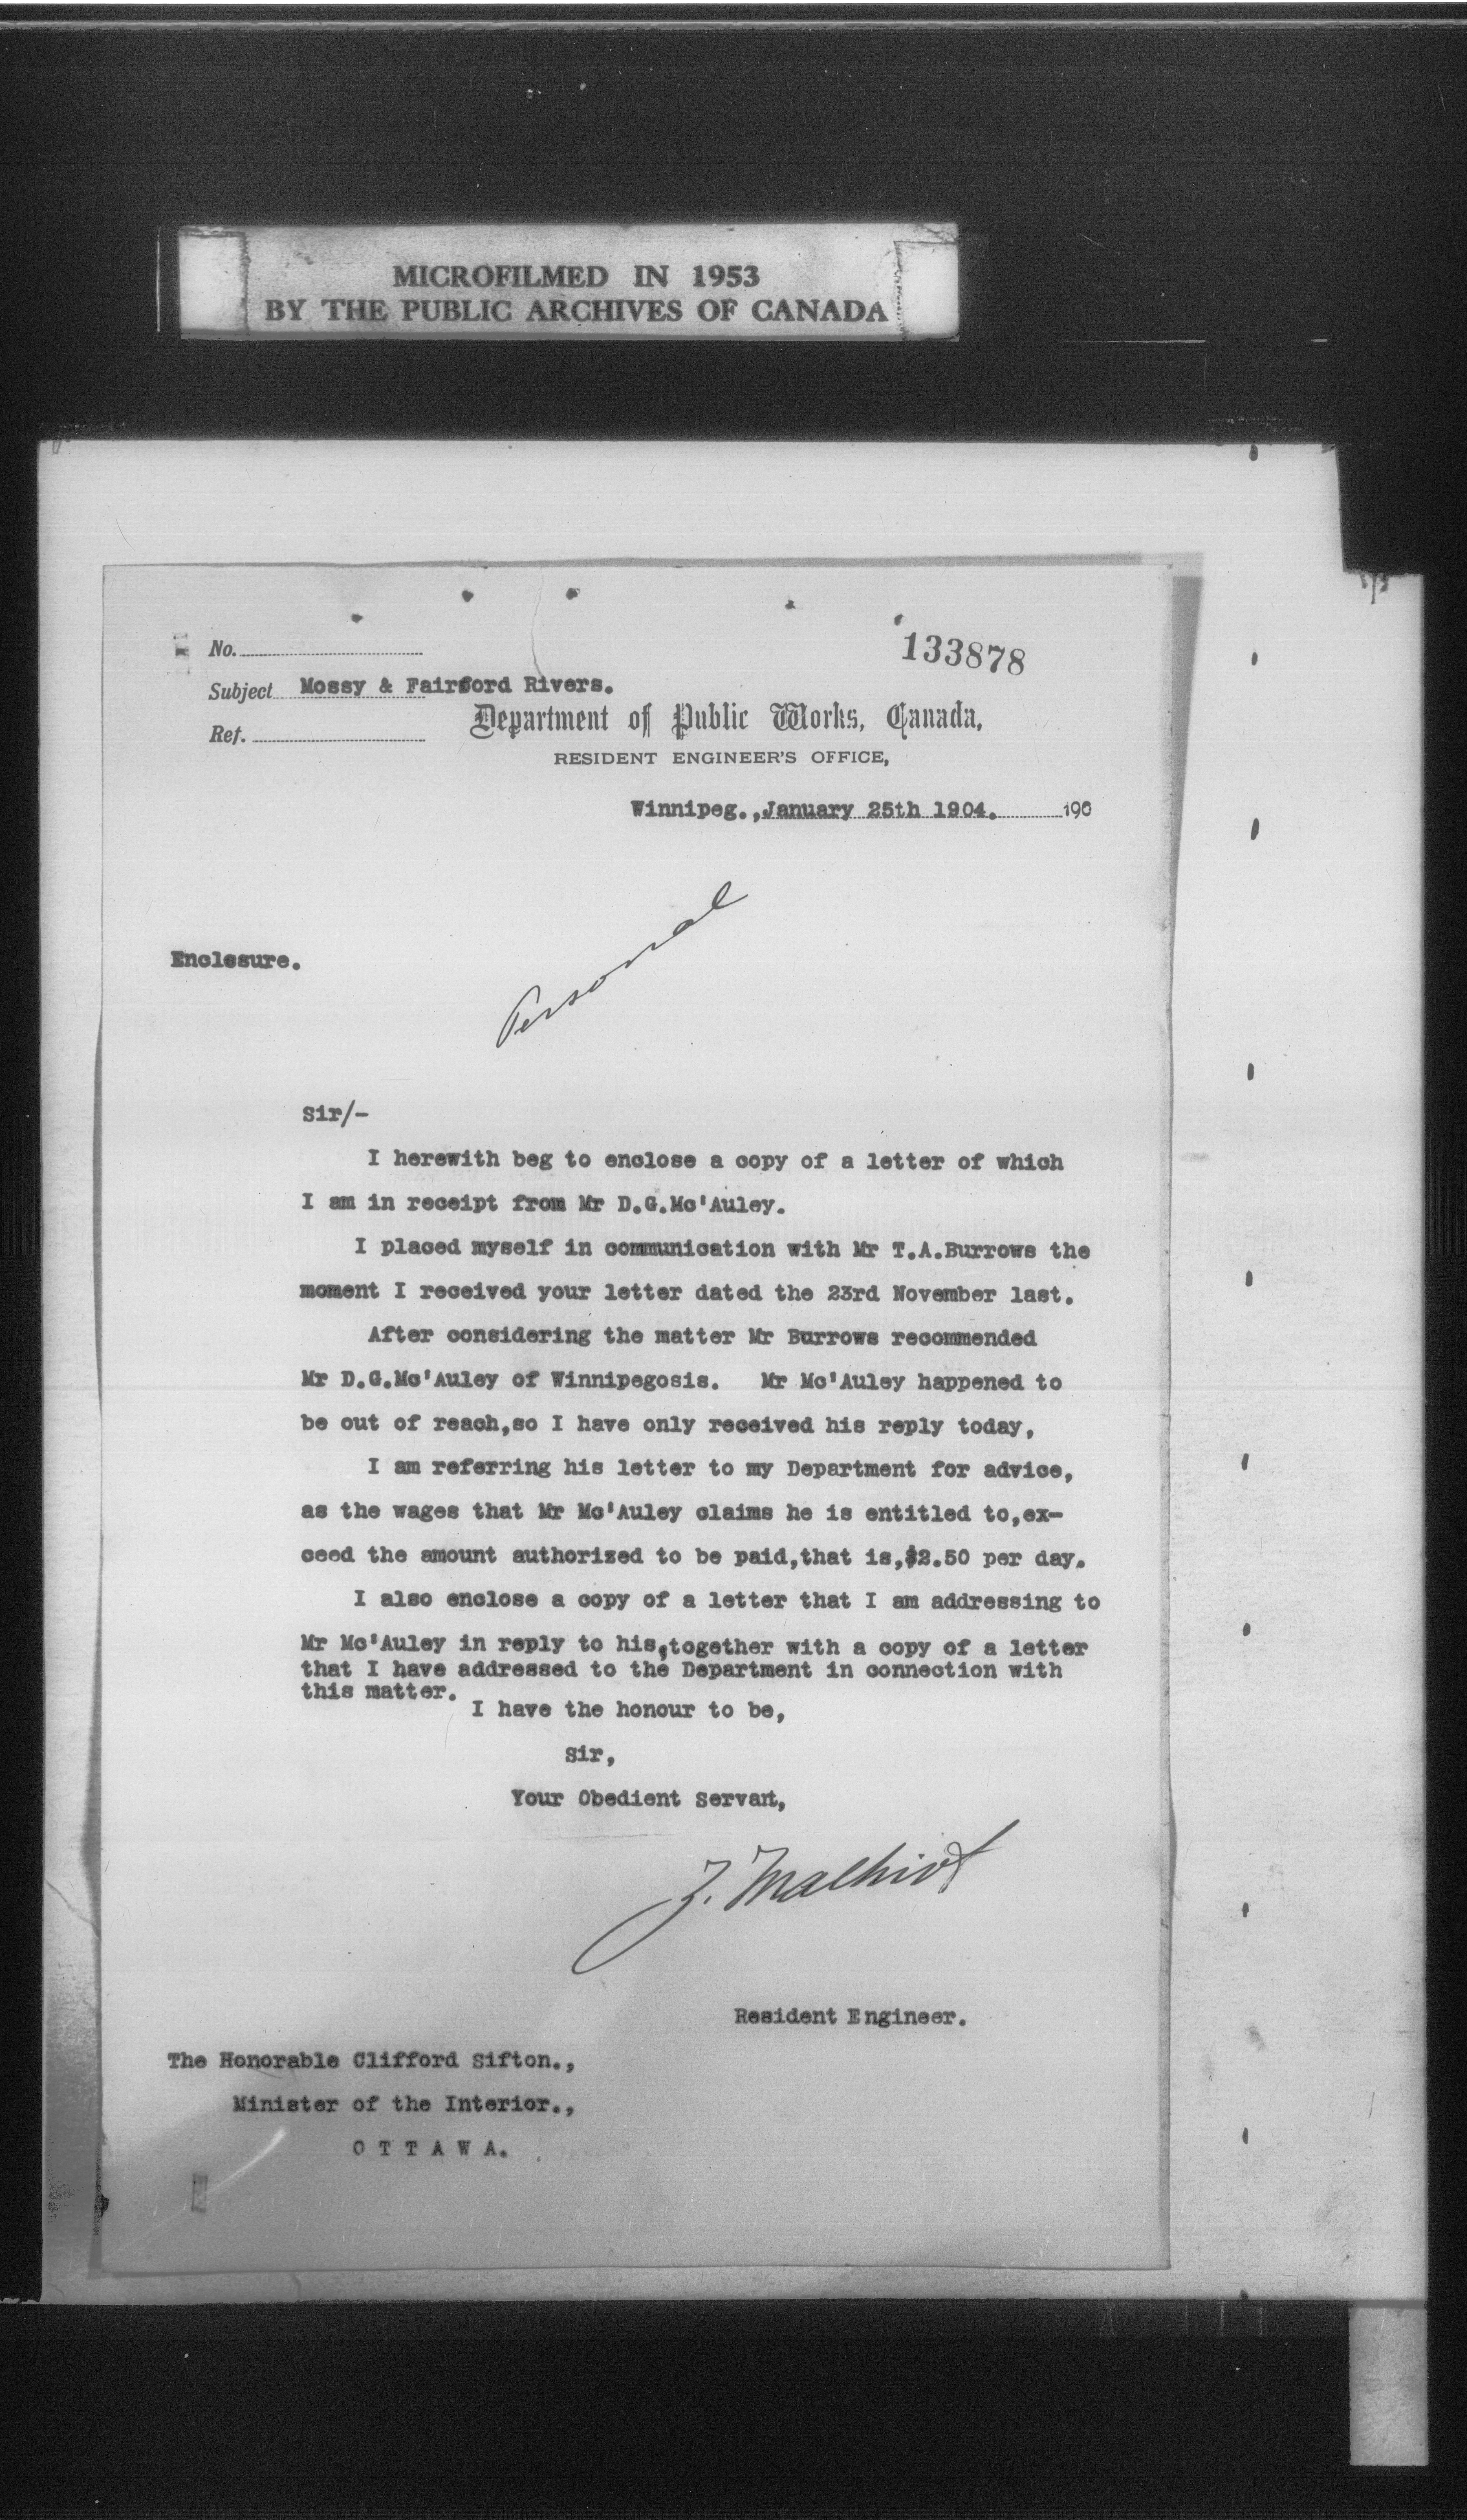 MICROFILMED IN 1953
BY THE PUBLIC ARCHIVES OF CANADA
133878
No.
Subject Mossy & Fairford Rivers.
Ref.
Department of Public Works, Canada,
RESIDENT ENGINEER'S OFFICE,
Winnipeg.,January 25th 1904. 190
Personal
Enclosure.
Sir/-
I herewith beg to enclose a copy of a letter of which
I am in receipt from Mr D.G.Mc'Auley.
I placed myself in communication with Mr T.A.Burrows the
moment I received your letter dated the 23rd November last.
After considering the matter Mr Burrows recommended
Mr D.G.Mc'Auley of Winnipegosis. Mr Mc'Auley happened to
be out of reach,so I have only received his reply today,
I am referring his letter to my Department for advice,
as the wages that Mr Mc'Auley claims he is entitled to,ex-
ceed the amount authorized to be paid,that is,$2.50 per day.
I also enclose a copy of a letter that I am addressing to
Mr Mc'Auley in reply to his,together with a copy of a letter
that I have addressed to the Department in connection with
this matter.
I have the honour to be,
Sir,
Your Obedient Servant,
Z. Malhiot
Resident Engineer.
The Honorable Clifford Sifton.,
Minister of the Interior.,
O T T A W A.